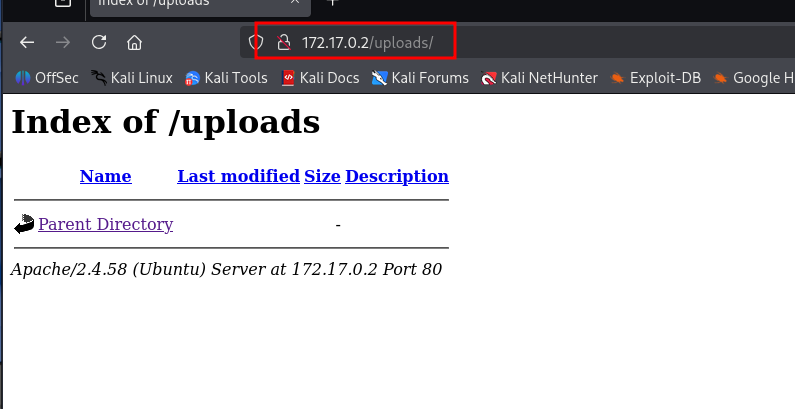 Index of /uploads
172.17.0.2/uploads/
OffSec Kali Linux Kali Tools Kali Docs Kali Forums Kali NetHunter Exploit-DB Google H
Index of /uploads
Name Last modified Size Description
Parent Directory -
Apache/2.4.58 (Ubuntu) Server at 172.17.0.2 Port 80